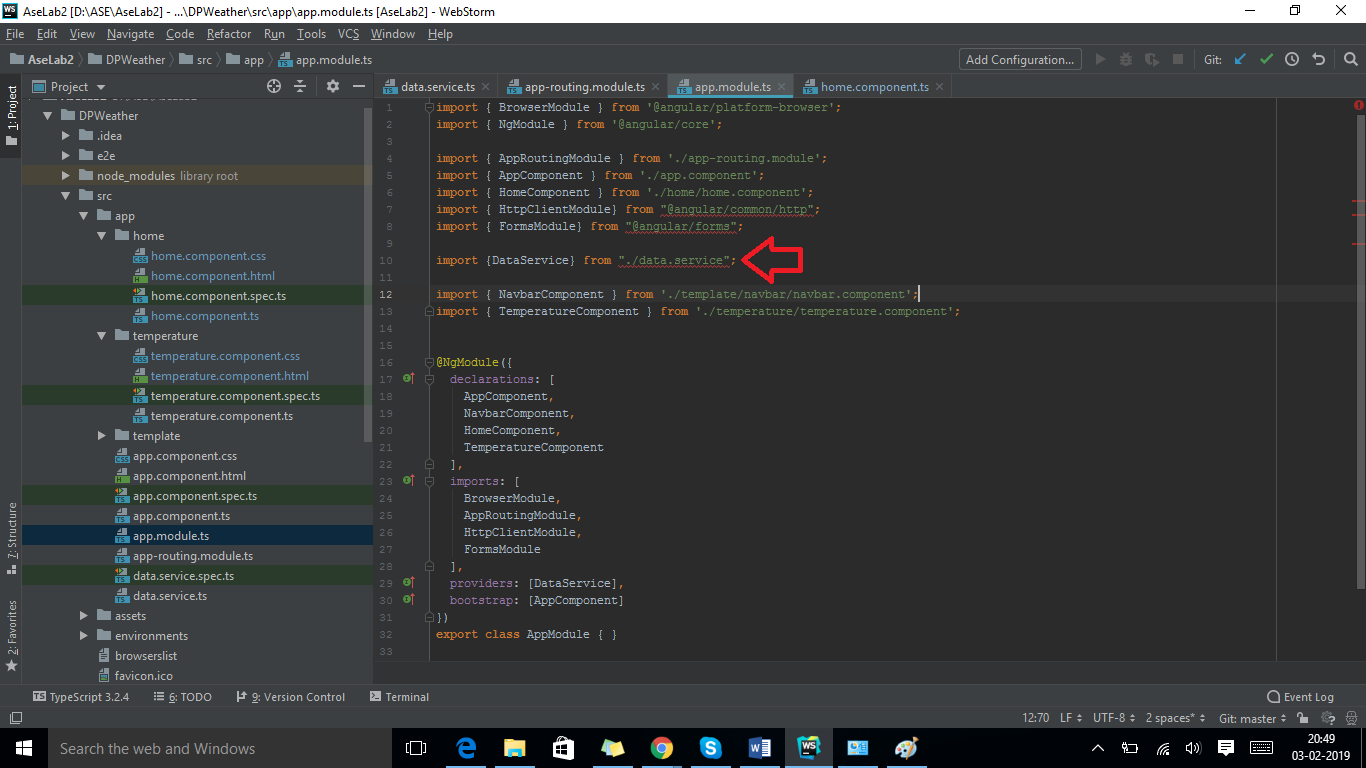 WS AseLab2 [D:\ASE\AseLab2] - ...\DPWeather\src\app\app.module.ts [AseLab2] - WebStorm
File Edit View Navigate Code Refactor Run Tools VCS Window Help
AseLab2 DPWeather src app app.module.ts Add Configuration... Git:
Project data.service.ts app-routing.module.ts app.module.ts home.component.ts
1: Project
DPWeather
.idea
e2e
node_modules library root
src
app
home
home.component.css
home.component.html
home.component.spec.ts
home.component.ts
temperature
temperature.component.css
temperature.component.html
temperature.component.spec.ts
temperature.component.ts
template
app.component.css
app.component.html
app.component.spec.ts
app.component.ts
app.module.ts
app-routing.module.ts
data.service.spec.ts
data.service.ts
assets
environments
browserslist
favicon.ico
7: Structure
2: Favorites
1 import { BrowserModule } from '@angular/platform-browser';
2 import { NgModule } from '@angular/core';
3
4 import { AppRoutingModule } from './app-routing.module';
5 import { AppComponent } from './app.component';
6 import { HomeComponent } from './home/home.component';
7 import { HttpClientModule} from "@angular/common/http";
8 import { FormsModule} from "@angular/forms";
9
10 import {DataService} from "./data.service";
11
12 import { NavbarComponent } from './template/navbar/navbar.component';
13 import { TemperatureComponent } from './temperature/temperature.component';
14
15
16 @NgModule({
17 declarations: [
18 AppComponent,
19 NavbarComponent,
20 HomeComponent,
21 TemperatureComponent
22 ],
23 imports: [
24 BrowserModule,
25 AppRoutingModule,
26 HttpClientModule,
27 FormsModule
28 ],
29 providers: [DataService],
30 bootstrap: [AppComponent]
31 })
32 export class AppModule { }
33
TypeScript 3.2.4 6: TODO 9: Version Control Terminal Event Log
12:70 LF UTF-8 2 spaces* Git: master
Search the web and Windows
20:49
03-02-2019